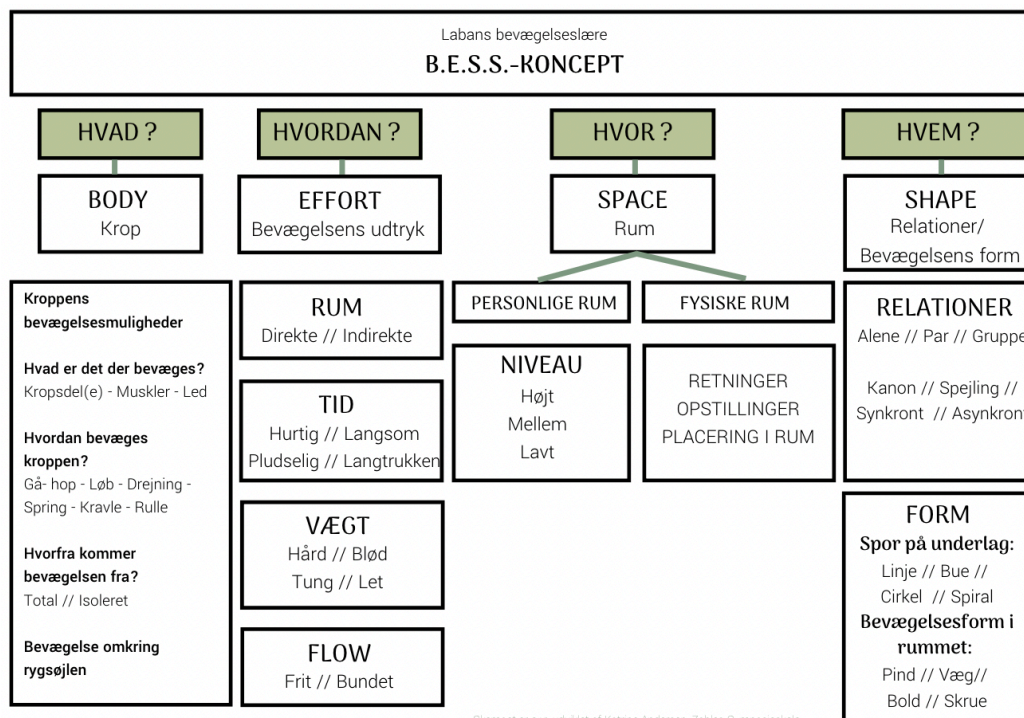 Labans bevægelseslære
B.E.S.S.-KONCEPT
HVAD ?
BODY
Krop
Kroppens
bevægelsesmuligheder
Hvad er det der bevæges?
Kropsdel(e) - Muskler - Led
Hvordan bevæges
kroppen?
Gå- hop - Løb - Drejning -
Spring - Kravle - Rulle
Hvorfra kommer
bevægelsen fra?
Total // Isoleret
Bevægelse omkring
rygsøjlen
HVORDAN ?
EFFORT
Bevægelsens udtryk
RUM
Direkte // Indirekte
TID
Hurtig // Langsom
Pludselig // Langtrukken
VÆGT
Hård // Blød
Tung // Let
FLOW
Frit // Bundet
HVOR ?
SPACE
Rum
PERSONLIGE RUM
NIVEAU
Højt
Mellem
Lavt
FYSISKE RUM
RETNINGER
OPSTILLINGER
PLACERING I RUM
HVEM ?
SHAPE
Relationer/
Bevægelsens form
RELATIONER
Alene // Par // Gruppe
Kanon // Spejling //
Synkront // Asynkront
FORM
Spor på underlag:
Linje // Bue //
Cirkel // Spiral
Bevægelsesform i
rummet:
Pind // Væg//
Bold // Skrue